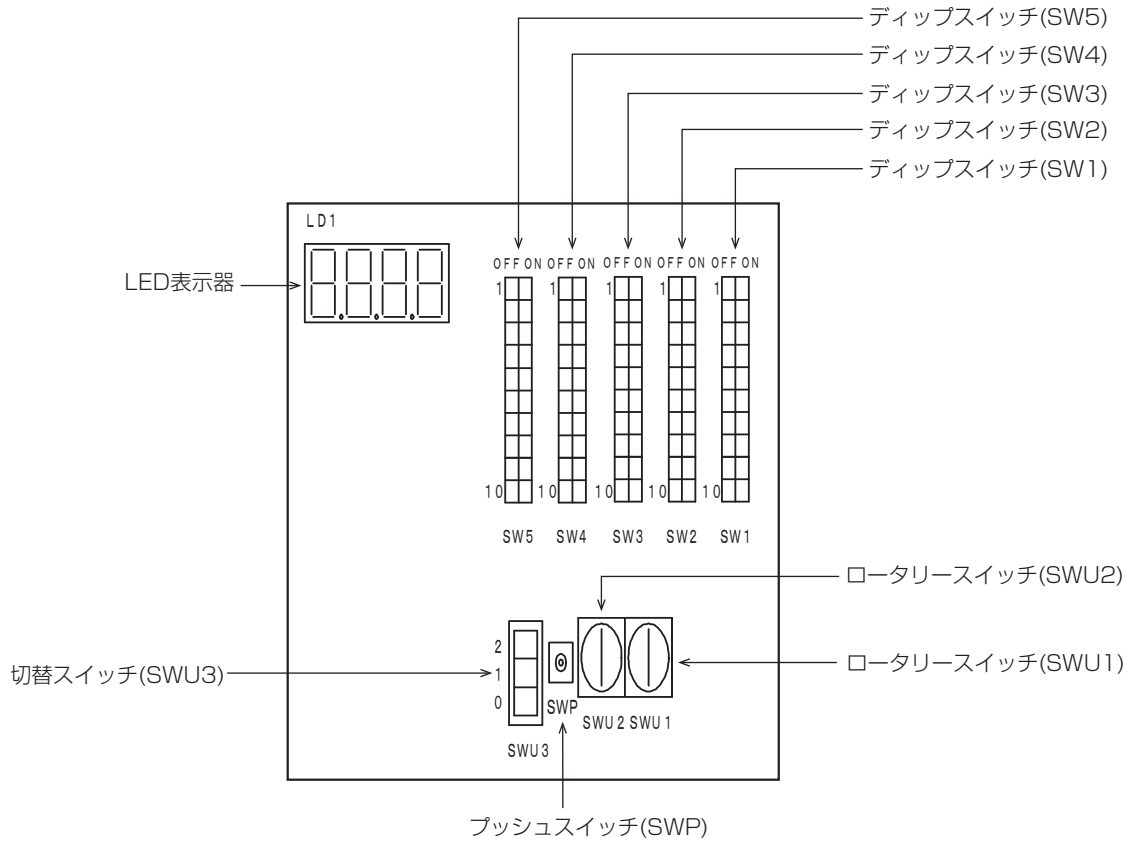 ディップスイッチ(SW5)
ディップスイッチ(SW4)
ディップスイッチ(SW3)
ディップスイッチ(SW2)
ディップスイッチ(SW1)
LD1
LED表示器
OFF ON OFF ON OFF ON OFF ON OFF ON
1 1 1 1 1
10 10 10 10 10
SW5 SW4 SW3 SW2 SW1
ロータリースイッチ(SWU2)
ロータリースイッチ(SWU1)
切替スイッチ(SWU3)
2
1
0
SWP
SWU2 SWU1
SWU3
プッシュスイッチ(SWP)